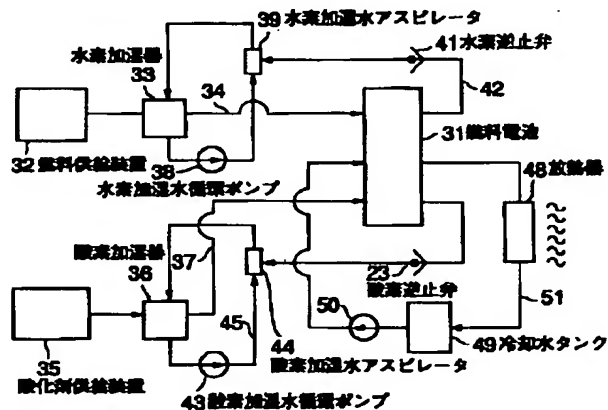 39 水素加湿水アスピレータ
41 水素逆止弁
水素加湿器
33
34
42
31 燃料電池
32 燃料供給装置
38
水素加湿水循環ポンプ
48 放熱器
酸素加湿器
36
37
23
酸素逆止弁
50
51
45
44
49 冷却水タンク
酸素加湿水アスピレータ
35
酸化剤供給装置
43 酸素加湿水循環ポンプ